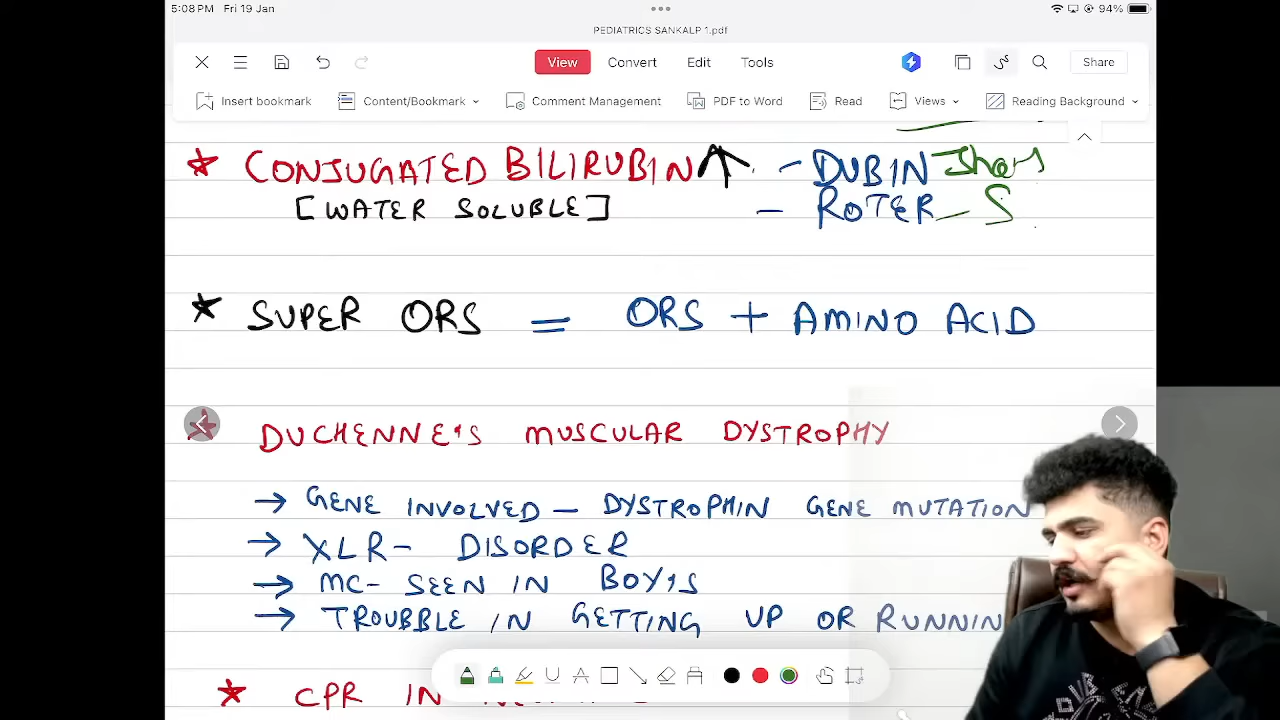 5:08 PM Fri 19 Jan
94%
PEDIATRICS SANKALP 1.pdf
View Convert Edit Tools Share
Insert bookmark Content/Bookmark Comment Management PDF to Word Read Views Reading Background
★ CONJUGATED BILIRUBIN ↑ - DUBIN
[WATER SOLUBLE] - ROTER - S
★ SUPER ORS = ORS + AMINO ACID
★ DUCHENNE'S MUSCULAR DYSTROPHY
→ GENE INVOLVED - DYSTROPHIN GENE MUTATION
→ XLR - DISORDER
→ MC - SEEN IN BOY'S
→ TROUBBLE IN GETTING UP OR RUNNIN
★ CPR IN